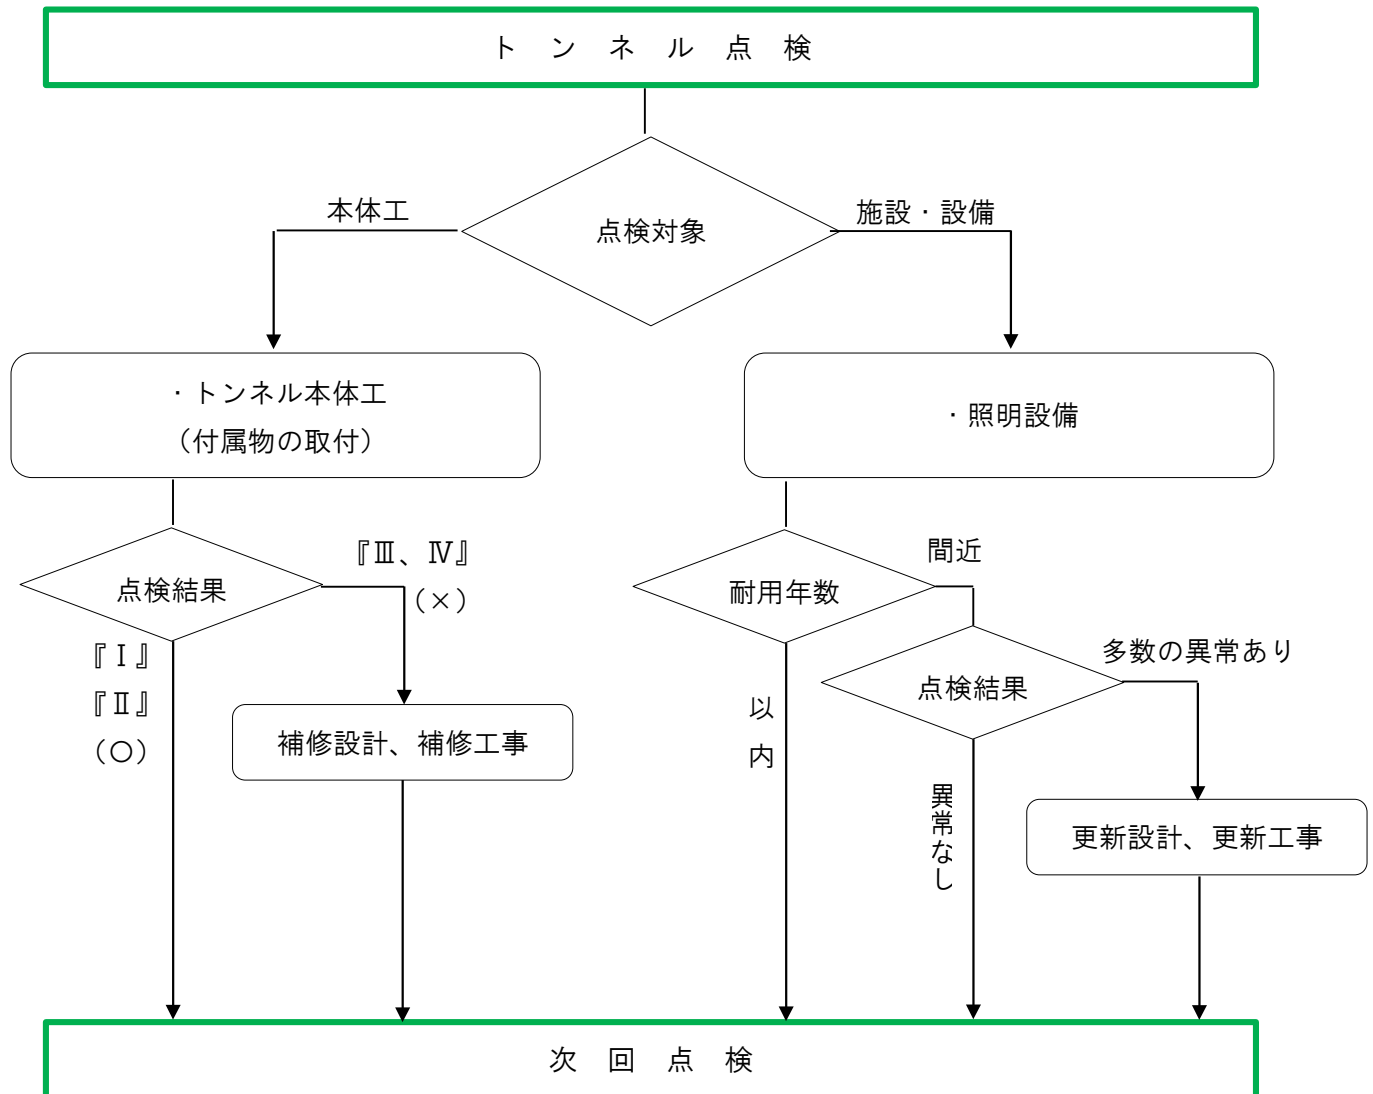 トンネル点検
点検対象
本体工
施設・設備
・トンネル本体工
（付属物の取付）
・照明設備
点検結果
『Ⅲ、Ⅳ』
（×）
『Ⅰ』
『Ⅱ』
（○）
補修設計、補修工事
耐用年数
間近
以内
点検結果
多数の異常あり
異常なし
更新設計、更新工事
次回点検